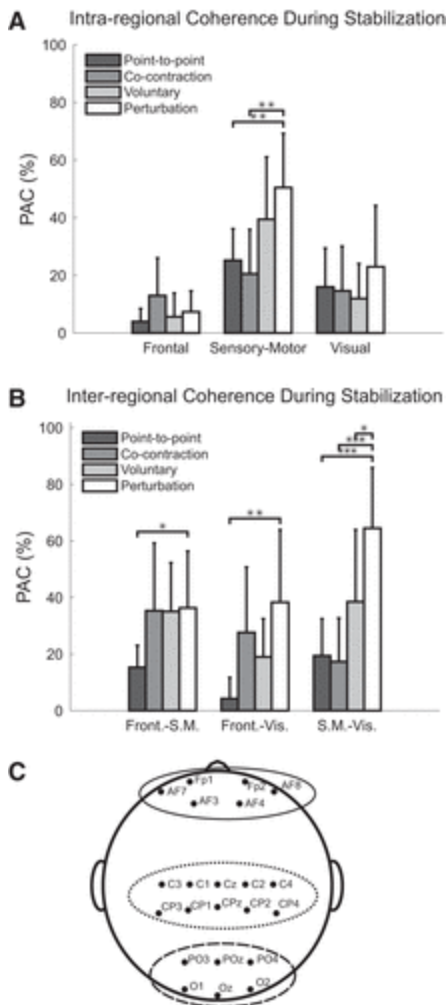 A Intra-regional Coherence During Stabilization
100
80
60
40
20
0
PAC (%)
Point-to-point
Co-contraction
Voluntary
Perturbation
**
**
Frontal Sensory-Motor Visual
B Inter-regional Coherence During Stabilization
100
80
60
40
20
0
PAC (%)
Point-to-point
Co-contraction
Voluntary
Perturbation
*
**
*
***
***
Front.-S.M. Front.-Vis. S.M.-Vis.
C
Fp1 Fp2
AF7 AF8
AF3 AF4
C3 C1 Cz C2 C4
CP3 CP1 CPz CP2 CP4
PO3 POz PO4
O1 Oz O2